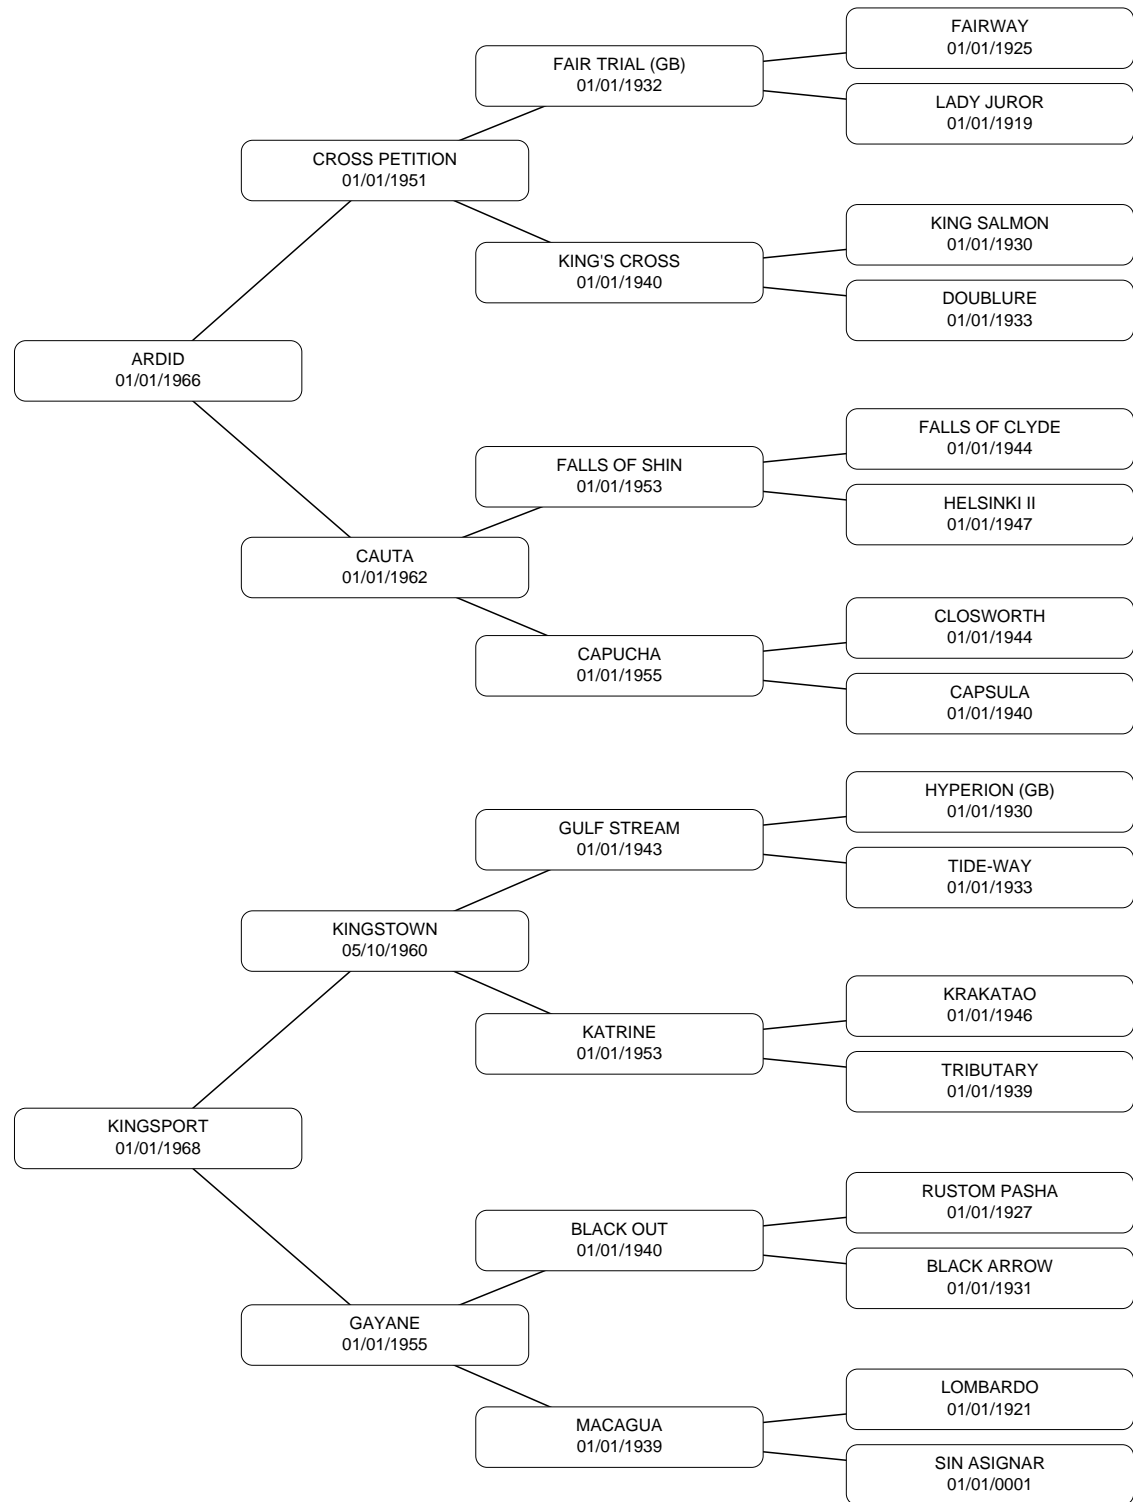 FAIRWAY
01/01/1925
FAIR TRIAL (GB)
01/01/1932
LADY JUROR
01/01/1919
CROSS PETITION
01/01/1951
KING SALMON
01/01/1930
KING'S CROSS
01/01/1940
DOUBLURE
01/01/1933
ARDID
01/01/1966
FALLS OF CLYDE
01/01/1944
FALLS OF SHIN
01/01/1953
HELSINKI II
01/01/1947
CAUTA
01/01/1962
CLOSWORTH
01/01/1944
CAPUCHA
01/01/1955
CAPSULA
01/01/1940
HYPERION (GB)
01/01/1930
GULF STREAM
01/01/1943
TIDE-WAY
01/01/1933
KINGSTOWN
05/10/1960
KRAKATAO
01/01/1946
KATRINE
01/01/1953
TRIBUTARY
01/01/1939
KINGSPORT
01/01/1968
RUSTOM PASHA
01/01/1927
BLACK OUT
01/01/1940
BLACK ARROW
01/01/1931
GAYANE
01/01/1955
LOMBARDO
01/01/1921
MACAGUA
01/01/1939
SIN ASIGNAR
01/01/0001